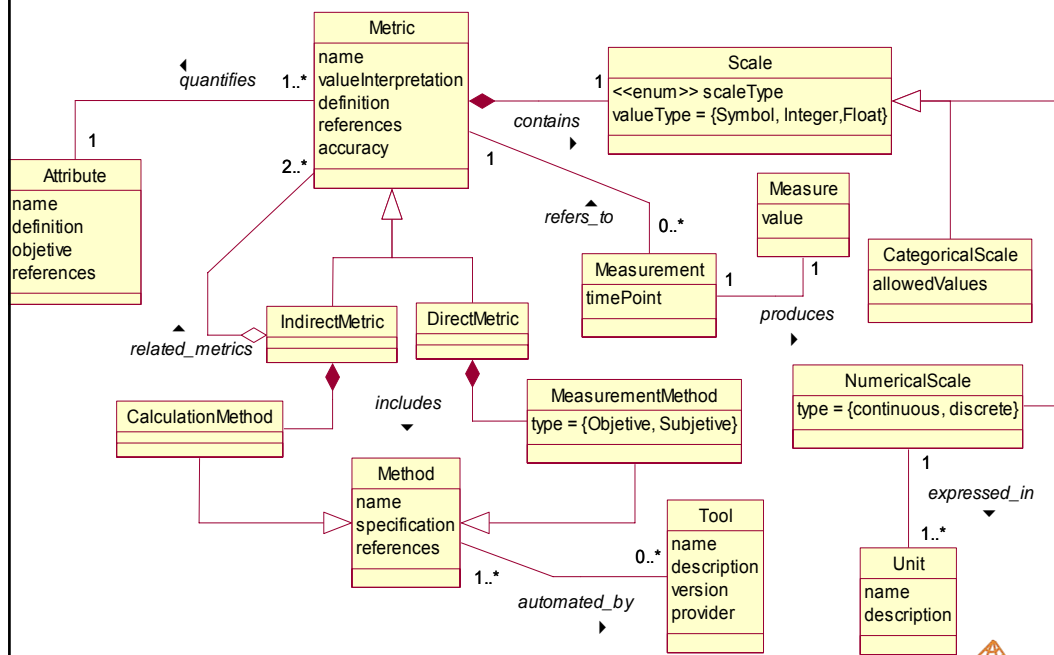 Metric
name
valueInterpretation
definition
references
accuracy
quantifies
1..*
1
Attribute
name
definition
objetive
references
2..*
related_metrics
contains
1
Scale
<<enum>> scaleType
valueType = {Symbol, Integer,Float}
1
refers_to
0..*
Measure
value
Measurement
timePoint
1
1
produces
CategoricalScale
allowedValues
IndirectMetric
DirectMetric
CalculationMethod
includes
MeasurementMethod
type = {Objetive, Subjetive}
NumericalScale
type = {continuous, discrete}
1
expressed_in
1..*
Method
name
specification
references
1..*
automated_by
0..*
Tool
name
description
version
provider
Unit
name
description